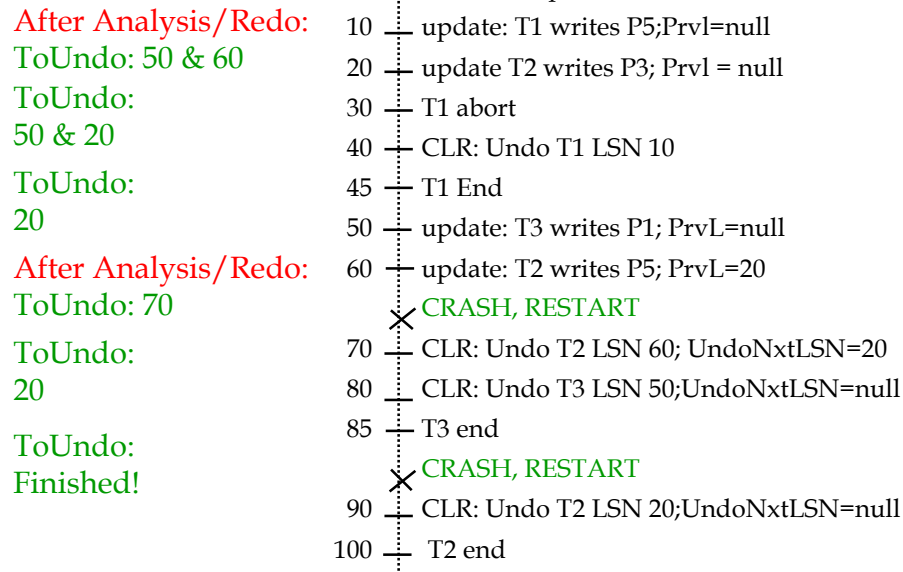 After Analysis/Redo:
ToUndo: 50 & 60
ToUndo:
50 & 20
ToUndo:
20
After Analysis/Redo:
ToUndo: 70
ToUndo:
20
ToUndo:
Finished!
10 update: T1 writes P5;Prvl=null
20 update T2 writes P3; Prvl = null
30 T1 abort
40 CLR: Undo T1 LSN 10
45 T1 End
50 update: T3 writes P1; PrvL=null
60 update: T2 writes P5; PrvL=20
CRASH, RESTART
70 CLR: Undo T2 LSN 60; UndoNxtLSN=20
80 CLR: Undo T3 LSN 50;UndoNxtLSN=null
85 T3 end
CRASH, RESTART
90 CLR: Undo T2 LSN 20;UndoNxtLSN=null
100 T2 end